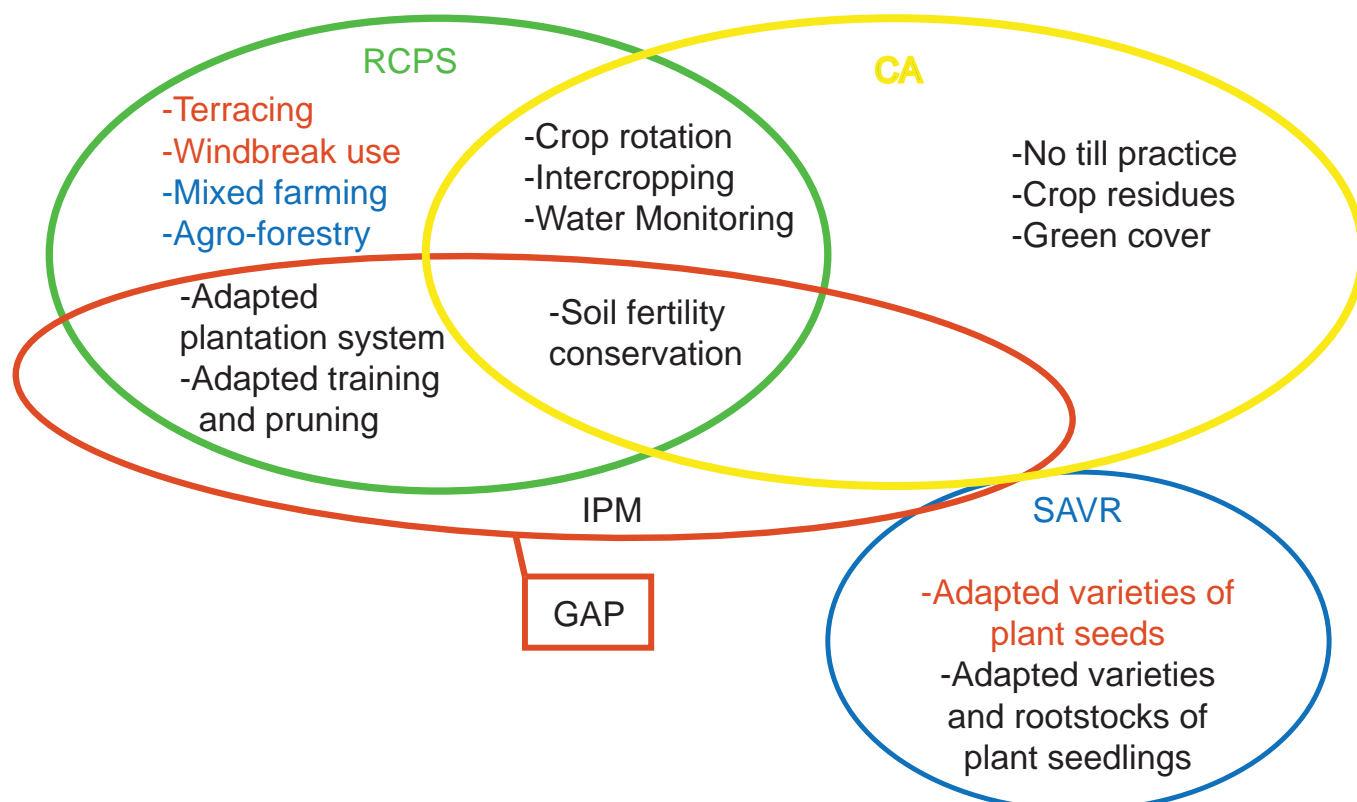 RCPS
-Terracing
-Windbreak use
-Mixed farming
-Agro-forestry
CA
-Crop rotation
-Intercropping
-Water Monitoring
-No till practice
-Crop residues
-Green cover
-Adapted
plantation system
-Adapted training
and pruning
-Soil fertility
conservation
IPM
GAP
SAVR
-Adapted varieties of
plant seeds
-Adapted varieties
and rootstocks of
plant seedlings